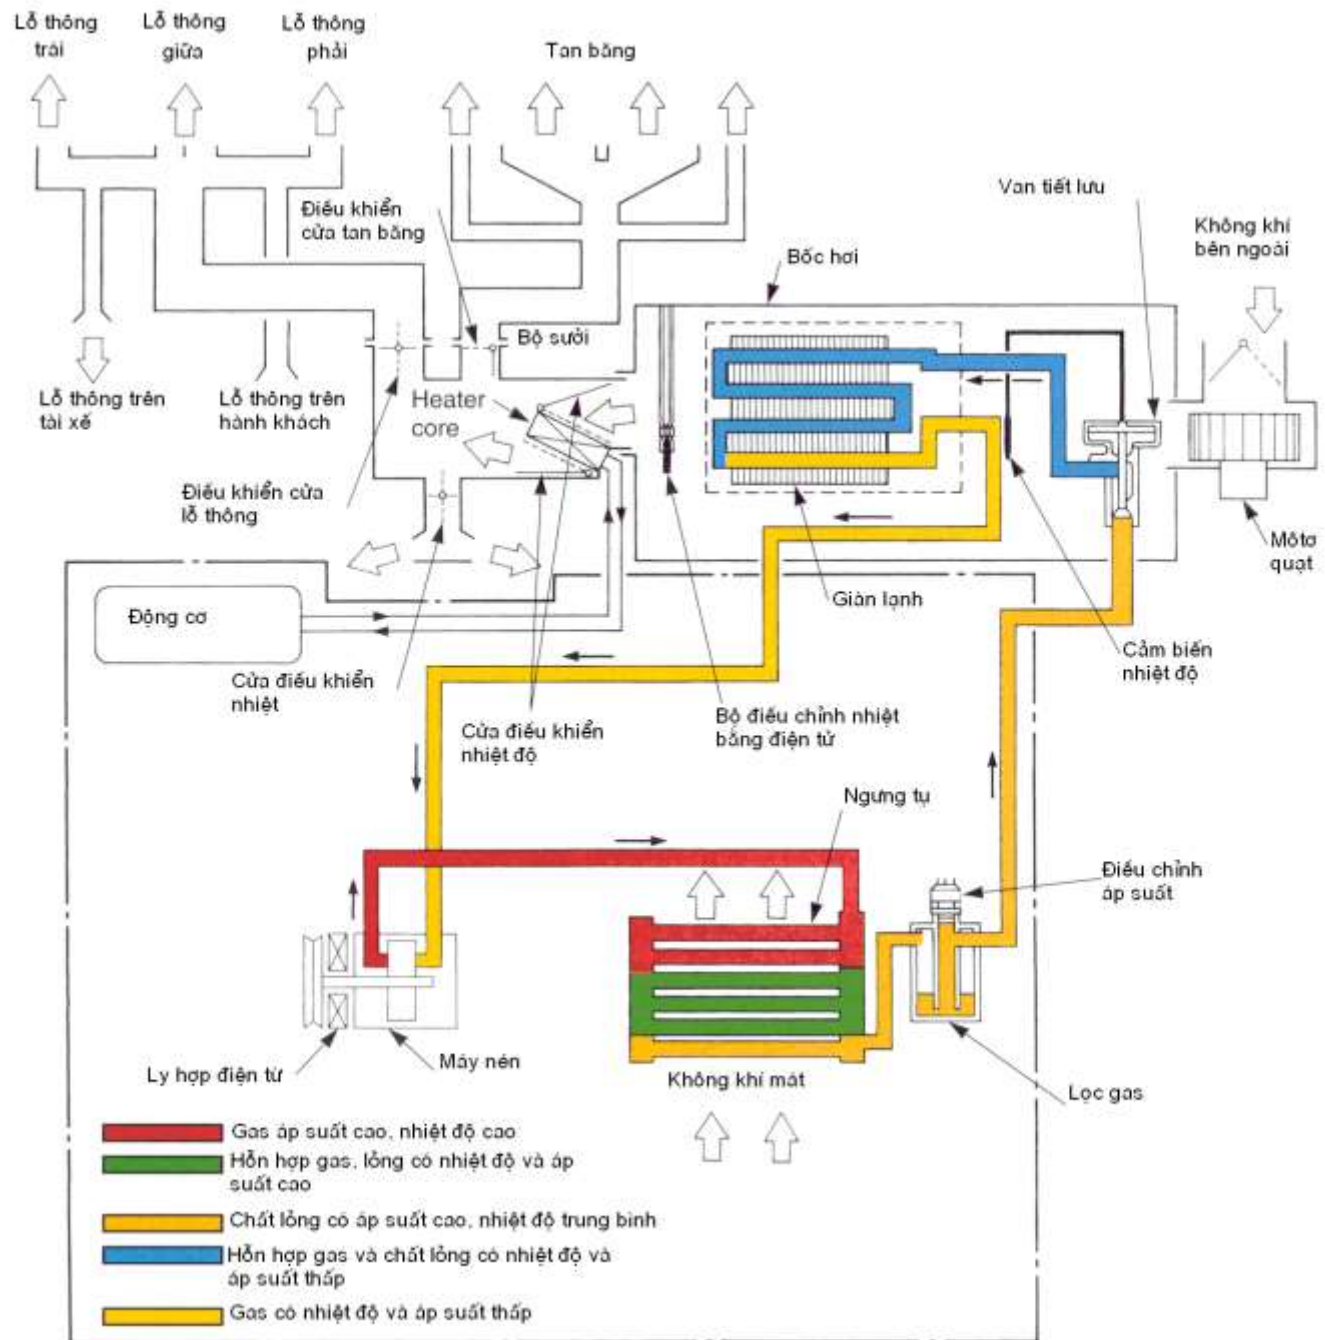 Lỗ thông
trái
Lỗ thông
giữa
Lỗ thông
phải
Tan băng
Van tiết lưu
Không khí
bên ngoài
Điều khiển
cửa tan băng
Bốc hơi
Bộ sưởi
Lỗ thông trên
tài xế
Lỗ thông trên
hành khách
Heater
core
Điều khiển cửa
lỗ thông
Môtơ
quạt
Giàn lạnh
Động cơ
Cảm biến
nhiệt độ
Cửa điều khiển
nhiệt
Cửa điều khiển
nhiệt độ
Bộ điều chỉnh nhiệt
bằng điện tử
Ngưng tụ
Điều chỉnh
áp suất
Ly hợp điện từ
Máy nén
Không khí mát
Lọc gas
Gas áp suất cao, nhiệt độ cao
Hỗn hợp gas, lỏng có nhiệt độ và áp
suất cao
Chất lỏng có áp suất cao, nhiệt độ trung bình
Hỗn hợp gas và chất lỏng có nhiệt độ và
áp suất thấp
Gas có nhiệt độ và áp suất thấp